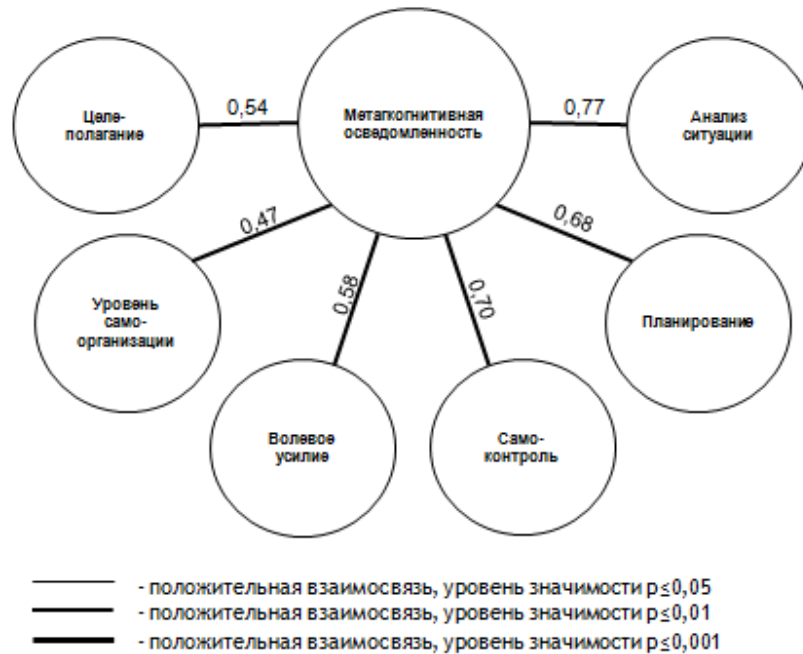 Целе-
полагание
0,54
Метагкогнитивная
осведомленность
0,77
Анализ
ситуации
0,47
0,68
Уровень
само-
организации
0,58
0,70
Планирование
Волевое
усилие
Само-
контроль
- положительная взаимосвязь, уровень значимости p≤0,05
- положительная взаимосвязь, уровень значимости p≤0,01
- положительная взаимосвязь, уровень значимости p≤0,001